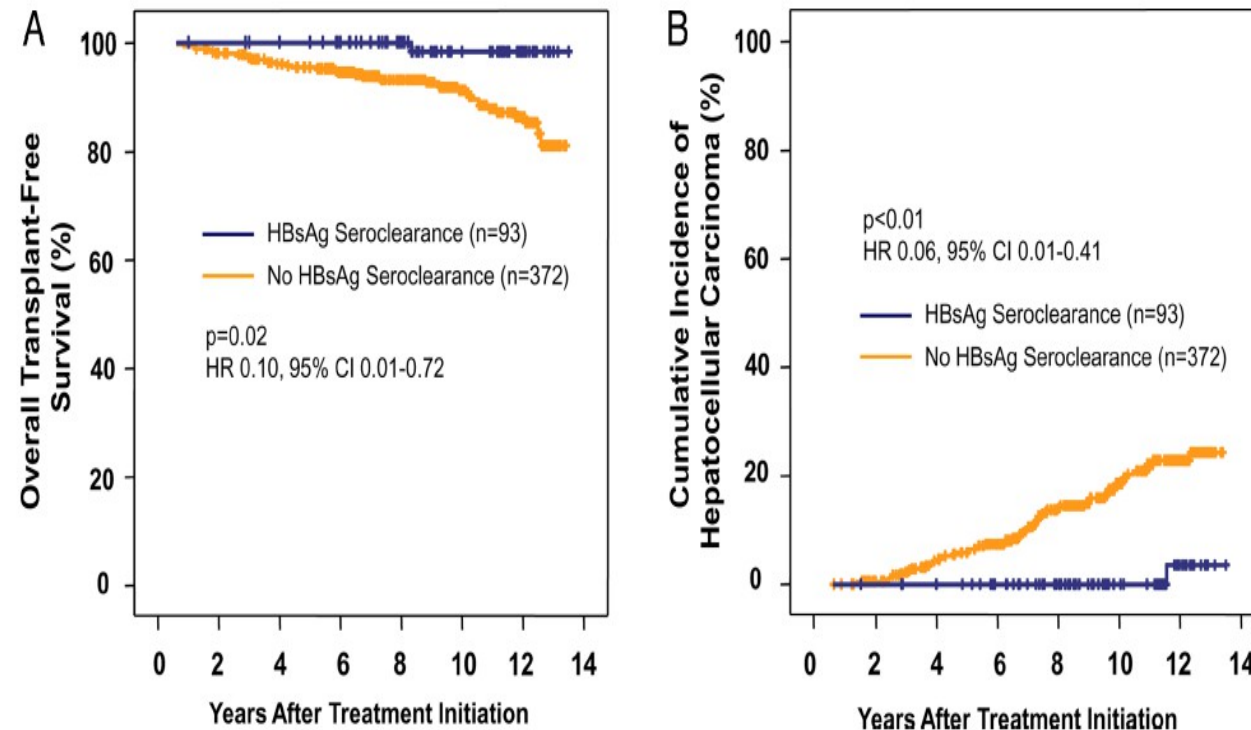 A
Overall Transplant-Free
Survival (%)
100
80
60
40
20
0
HBsAg Seroclearance (n=93)
No HBsAg Seroclearance (n=372)
p=0.02
HR 0.10, 95% CI 0.01-0.72
0 2 4 6 8 10 12 14
Years After Treatment Initiation
B
Cumulative Incidence of
Hepatocellular Carcinoma (%)
100
80
60
40
20
0
p<0.01
HR 0.06, 95% CI 0.01-0.41
HBsAg Seroclearance (n=93)
No HBsAg Seroclearance (n=372)
0 2 4 6 8 10 12 14
Years After Treatment Initiation